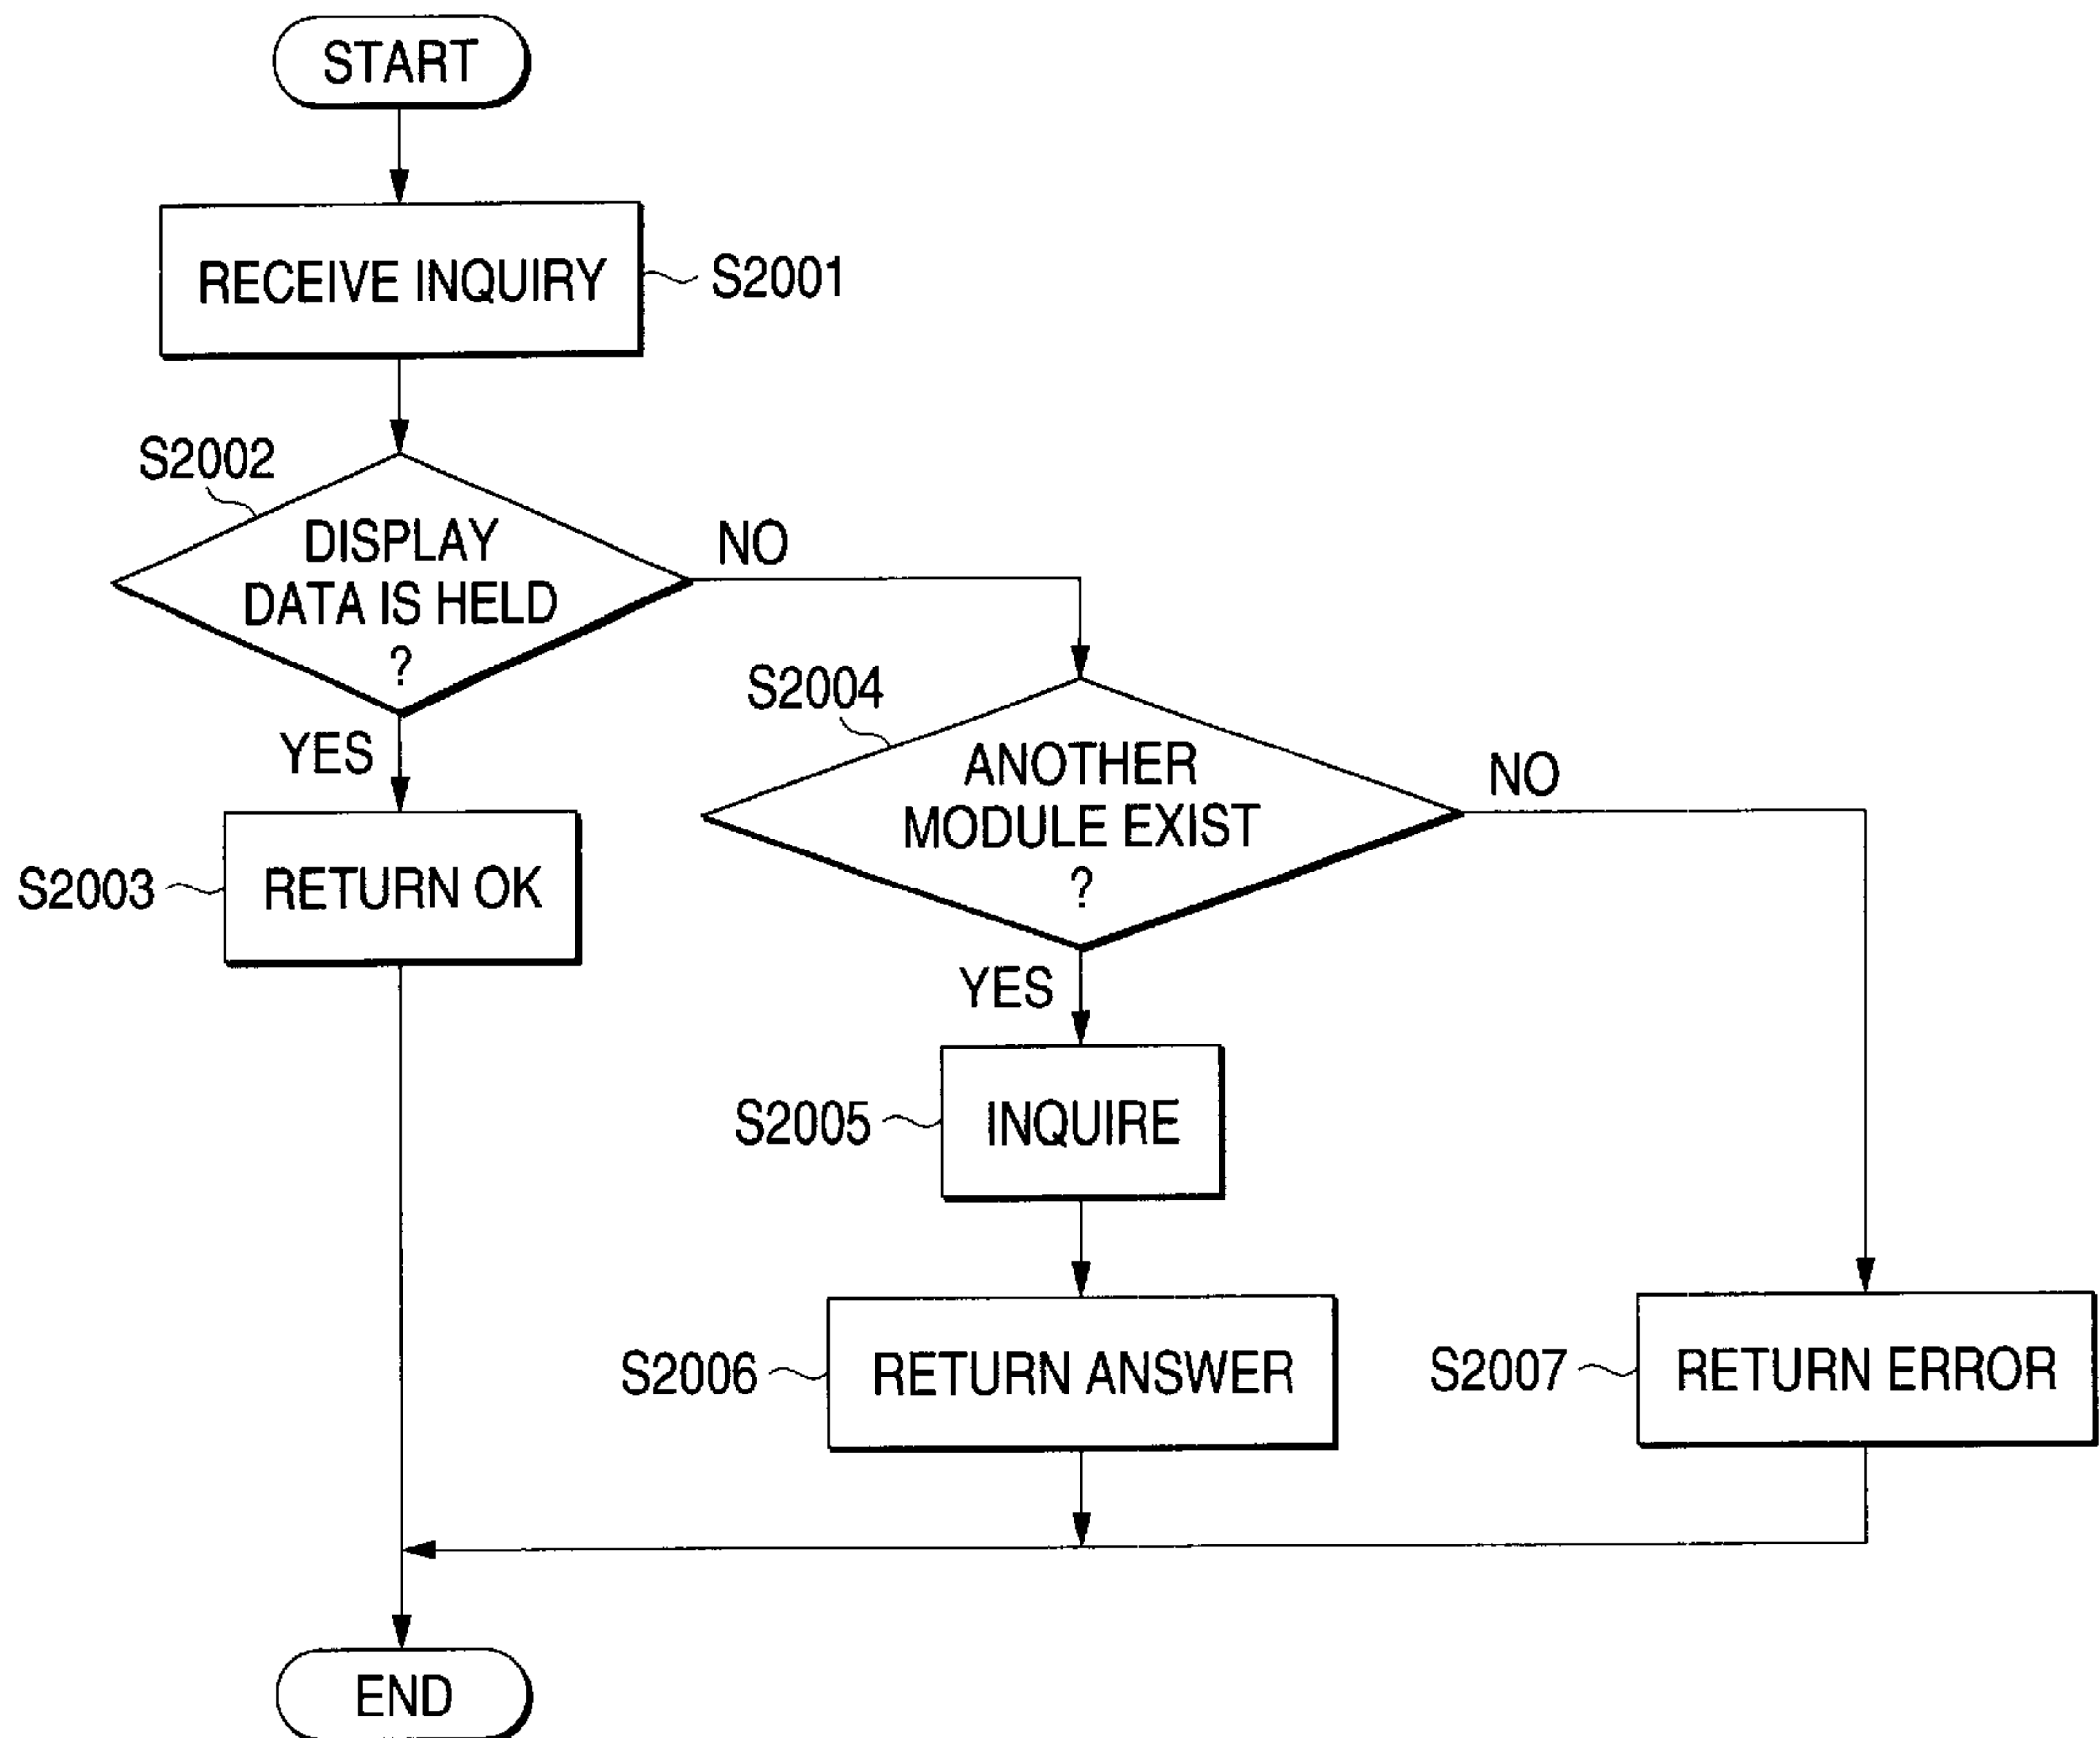 START
RECEIVE INQUIRY
S2001
S2002
DISPLAY
DATA IS HELD
?
NO
YES
S2003
RETURN OK
S2004
ANOTHER
MODULE EXIST
?
NO
YES
S2005
INQUIRE
S2006
RETURN ANSWER
S2007
RETURN ERROR
END